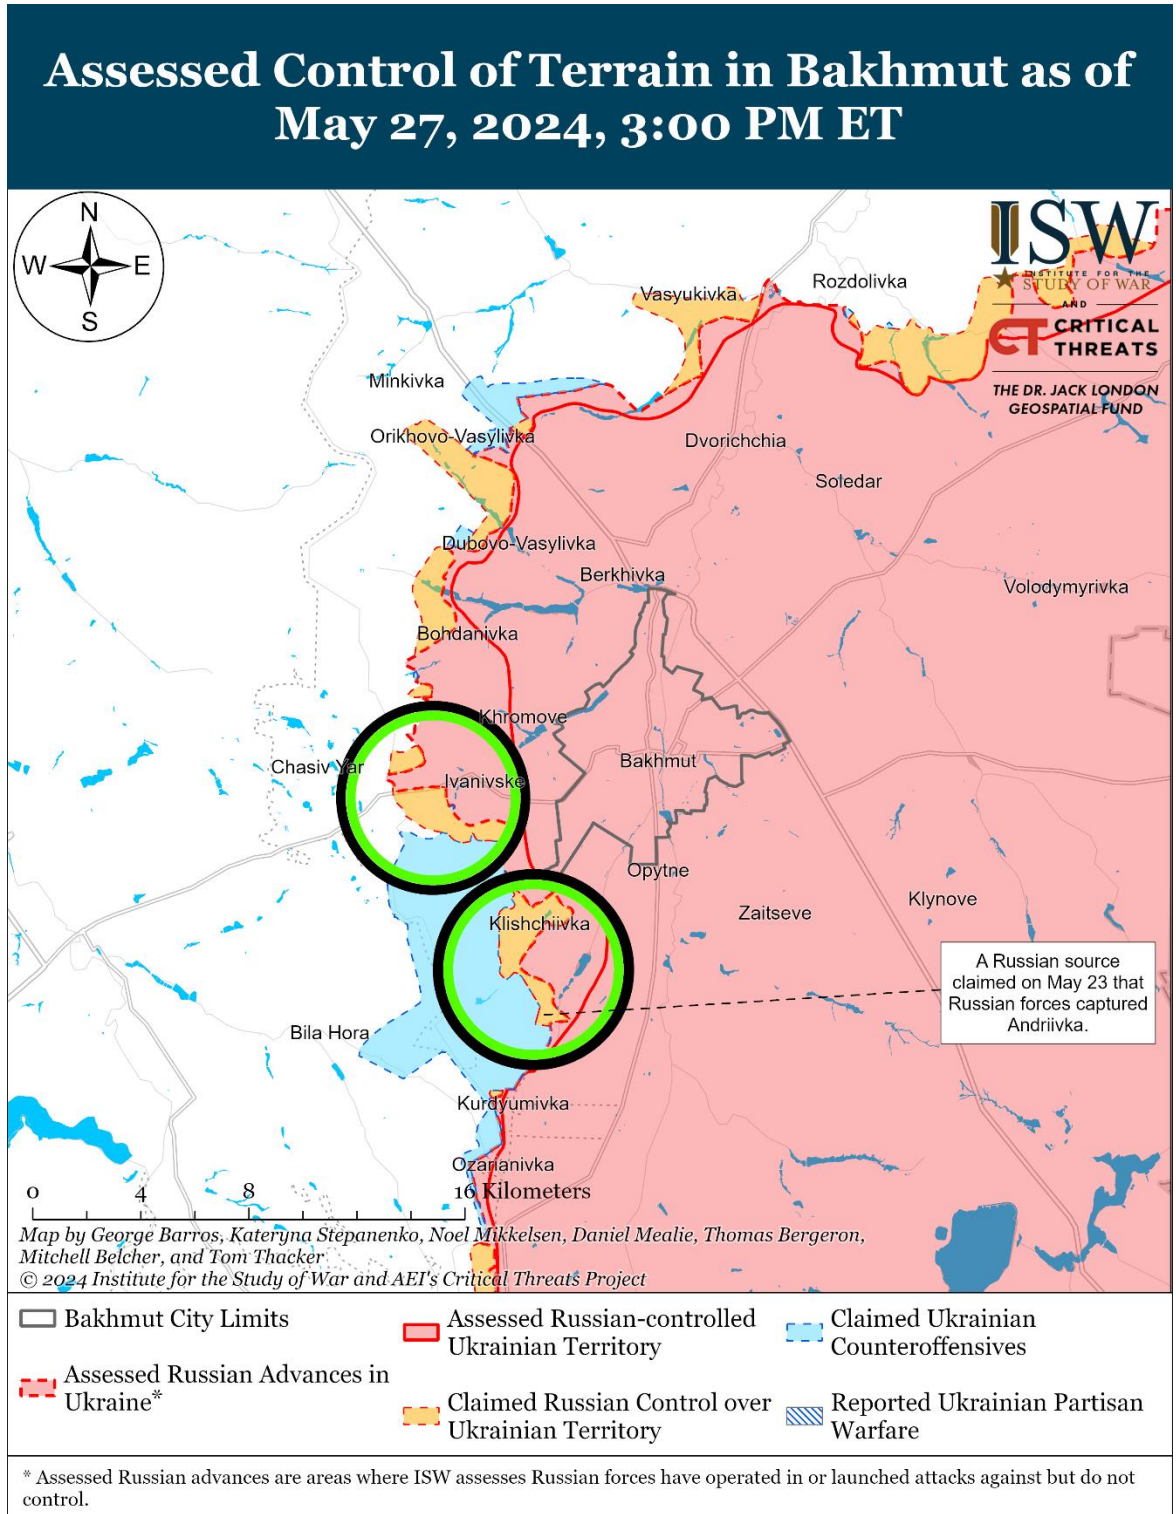 Assessed Control of Terrain in Bakhmut as of
May 27, 2024, 3:00 PM ET
N
W
E
S
ISW
INSTITUTE FOR THE
STUDY OF WAR
AND
CT CRITICAL
THREATS
THE DR. JACK LONDON
GEOSPATIAL FUND
Rozdolivka
Vasyukivka
Minkivka
Orikhovo-Vasylivka
Dvorichchia
Soledar
Dubovo-Vasylivka
Berkhivka
Volodymyrivka
Bohdanivka
Khromove
Chasiv Yar
Ivanivske
Bakhmut
Opytne
Klynove
Zaitseve
Klishchiivka
A Russian source
claimed on May 23 that
Russian forces captured
Andriivka.
Bila Hora
Kurdyumivka
Ozarianivka
0 4 8 16 Kilometers
Map by George Barros, Kateryna Stepanenko, Noel Mikkelsen, Daniel Mealie, Thomas Bergeron,
Mitchell Belcher, and Tom Thacker
© 2024 Institute for the Study of War and AEI's Critical Threats Project
Bakhmut City Limits
Assessed Russian Advances in
Ukraine*
Assessed Russian-controlled
Ukrainian Territory
Claimed Russian Control over
Ukrainian Territory
Claimed Ukrainian
Counteroffensives
Reported Ukrainian Partisan
Warfare
* Assessed Russian advances are areas where ISW assesses Russian forces have operated in or launched attacks against but do not
control.